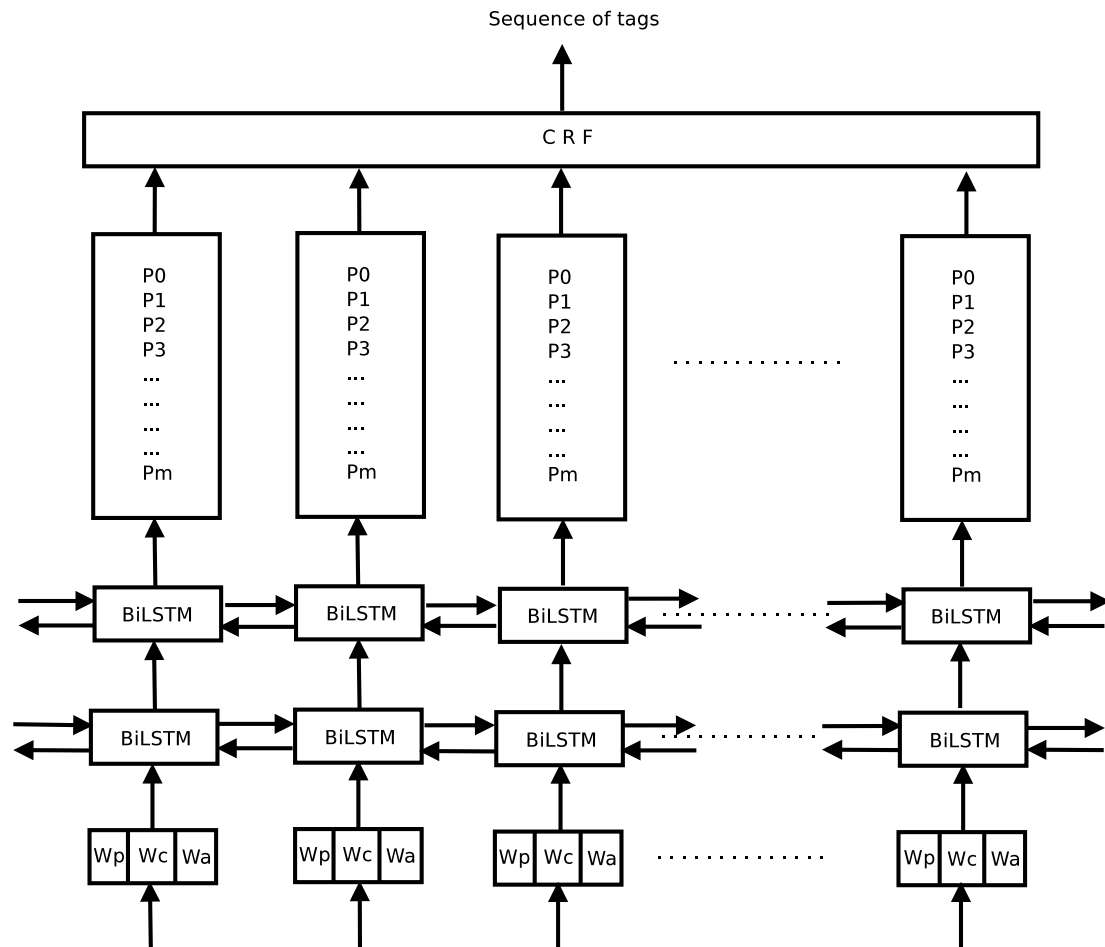 Sequence of tags
C R F
P0 P0 P0 P0
P1 P1 P1 P1
P2 P2 P2 P2
P3 P3 P3 P3
... ... ... ...
... ... ... ...
... ... ... ...
... ... ... ...
Pm Pm Pm Pm
BiLSTM BiLSTM BiLSTM BiLSTM
BiLSTM BiLSTM BiLSTM BiLSTM
Wp Wc Wa Wp Wc Wa Wp Wc Wa Wp Wc Wa